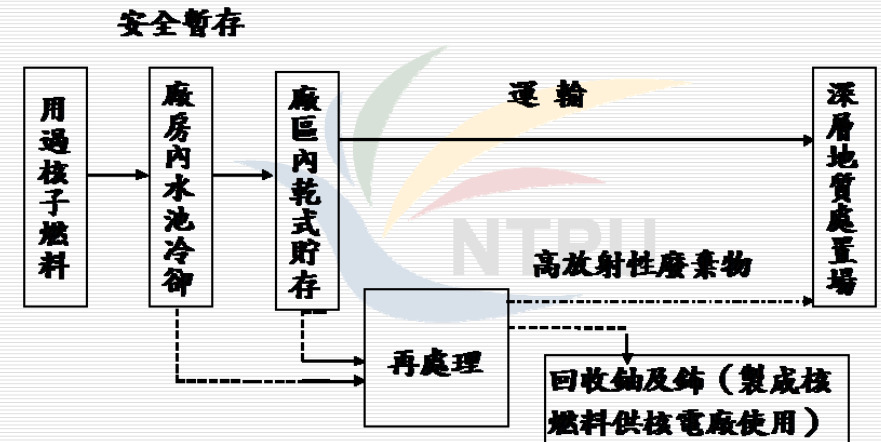 安全暫存
用過核子燃料
廠房內水池冷卻
廠區內乾式貯存
運輸
深層地質處置場
NTPU
高放射性廢棄物
再處理
回收鈾及鈽（製成核
燃料供核電廠使用）